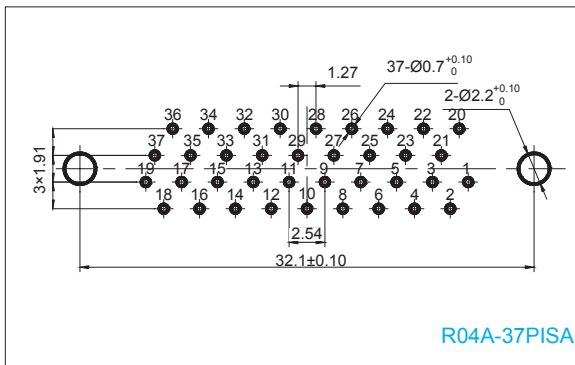 1.27
37-Ø0.7 +0.10 0
2-Ø2.2 +0.10 0
36 34 32 30 28 26 24 22 20
37 35 33 31 29 27 25 23 21
3×1.91
19 17 15 13 11 9 7 5 3 1
18 16 14 12 10 8 6 4 2
2.54
32.1±0.10
R04A-37PISA